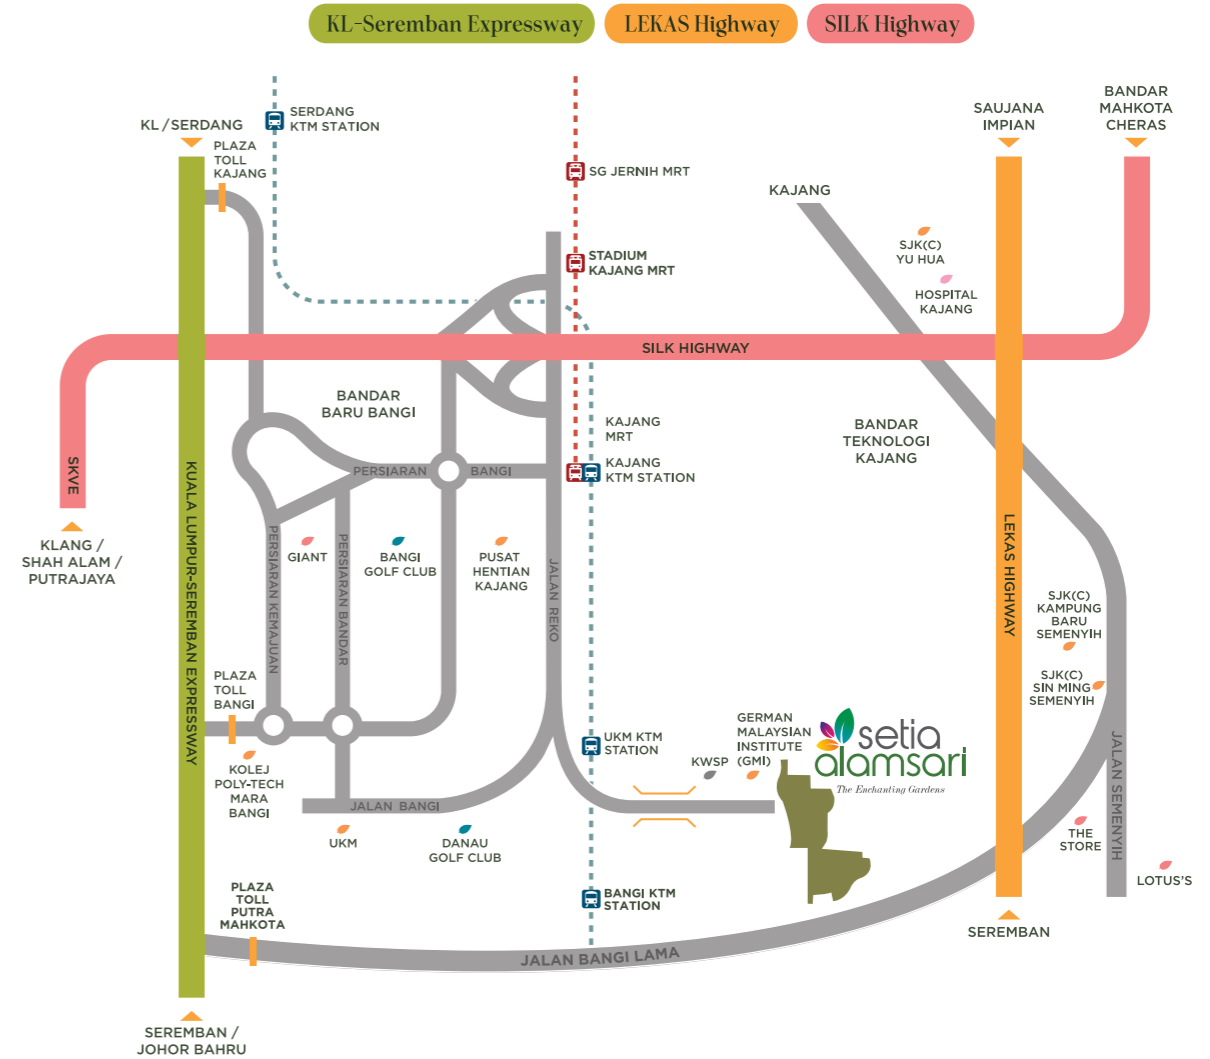 KL-Seremban Expressway
LEKAS Highway
SILK Highway
KL / SERDANG
SERDANG
KTM STATION
PLAZA
TOLL
KAJANG
SG JERNIH MRT
STADIUM
KAJANG MRT
KAJANG
SJK(C)
YU HUA
HOSPITAL
KAJANG
SAUJANA
IMPIAN
BANDAR
MAHKOTA
CHERAS
SILK HIGHWAY
BANDAR
BARU BANGI
KAJANG
MRT
KAJANG
KTM STATION
BANDAR
TEKNOLOGI
KAJANG
SKVE
KLANG /
SHAH ALAM /
PUTRAJAYA
KUALA LUMPUR-SEREMBAN EXPRESSWAY
PERSIARAN BANGI
PERSIARAN KEMAJUAN
GIANT
PERSIARAN BANDAR
BANGI
GOLF CLUB
PUSAT
HENTIAN
KAJANG
JALAN REKO
LEKAS HIGHWAY
SJK(C)
KAMPUNG
BARU
SEMENYIH
SJK(C)
SIN MING
SEMENYIH
PLAZA
TOLL
BANGI
KOLEJ
POLY-TECH
MARA
BANGI
UKM KTM
STATION
KWSP
GERMAN
MALAYSIAN
INSTITUTE
(GMI)
setia
alamsari
The Enchanting Gardens
JALAN BANGI
UKM
DANAU
GOLF CLUB
JALAN SEMENYIH
THE
STORE
LOTUS'S
PLAZA
TOLL
PUTRA
MAHKOTA
BANGI KTM
STATION
JALAN BANGI LAMA
SEREMBAN
SEREMBAN /
JOHOR BAHRU